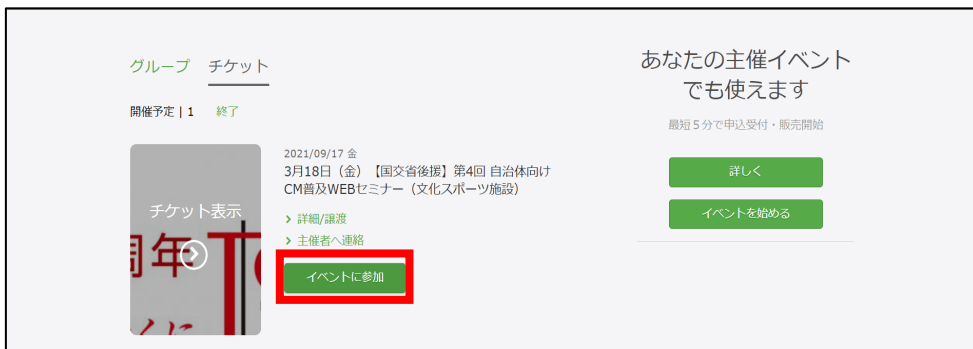 グループ チケット
開催予定 | 1 終了
チケット表示
周年
くに
2021/09/17 金
3月18日（金）【国交省後援】第4回 自治体向け
CM普及WEBセミナー（文化スポーツ施設）
> 詳細/譲渡
> 主催者へ連絡
イベントに参加
あなたの主催イベント
でも使えます
最短5分で申込受付・販売開始
詳しく
イベントを始める